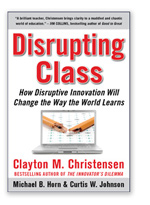 "A brilliant teacher, Christensen brings clarity to a muddled and chaotic
world of education." —JIM COLLINS, bestselling author of Good to Great
Disrupting
Class
How Disruptive Innovation Will
Change the Way the World Learns
Clayton M. Christensen
BESTSELLING AUTHOR OF THE INNOVATOR'S DILEMMA
Michael B. Horn & Curtis W. Johnson